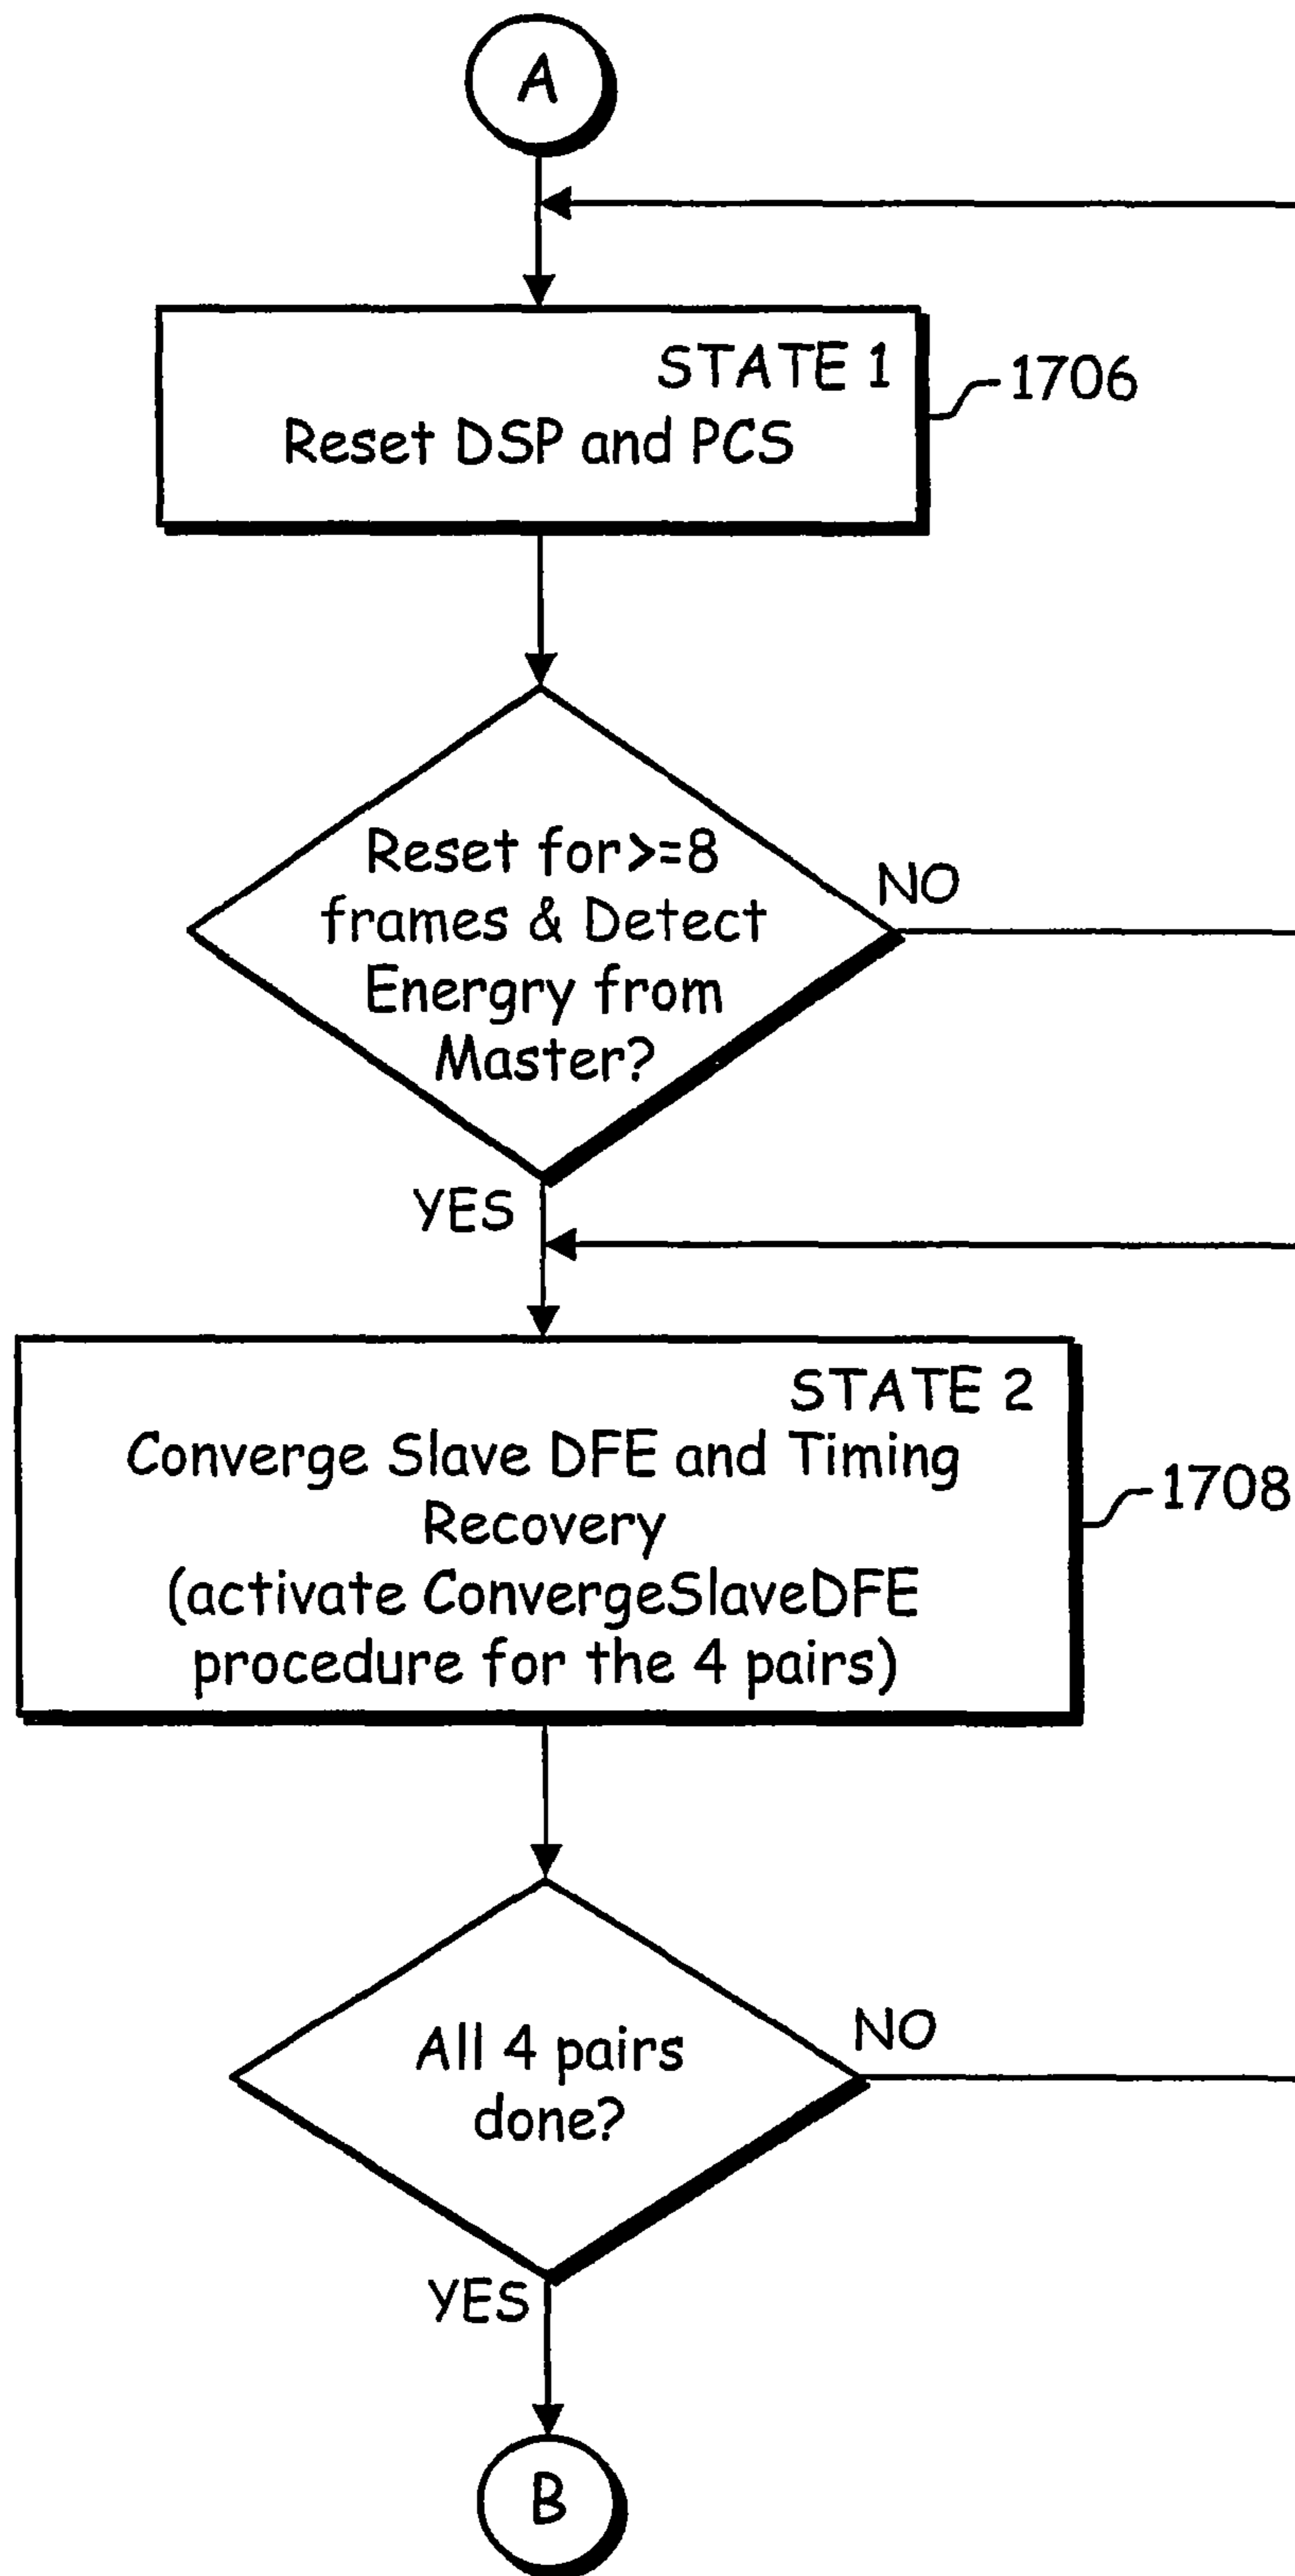 A
STATE 1
1706
Reset DSP and PCS
Reset for>=8
frames & Detect
Energry from
Master?
NO
YES
STATE 2
Converge Slave DFE and Timing
Recovery
(activate ConvergeSlaveDFE
procedure for the 4 pairs)
1708
All 4 pairs
done?
NO
YES
B